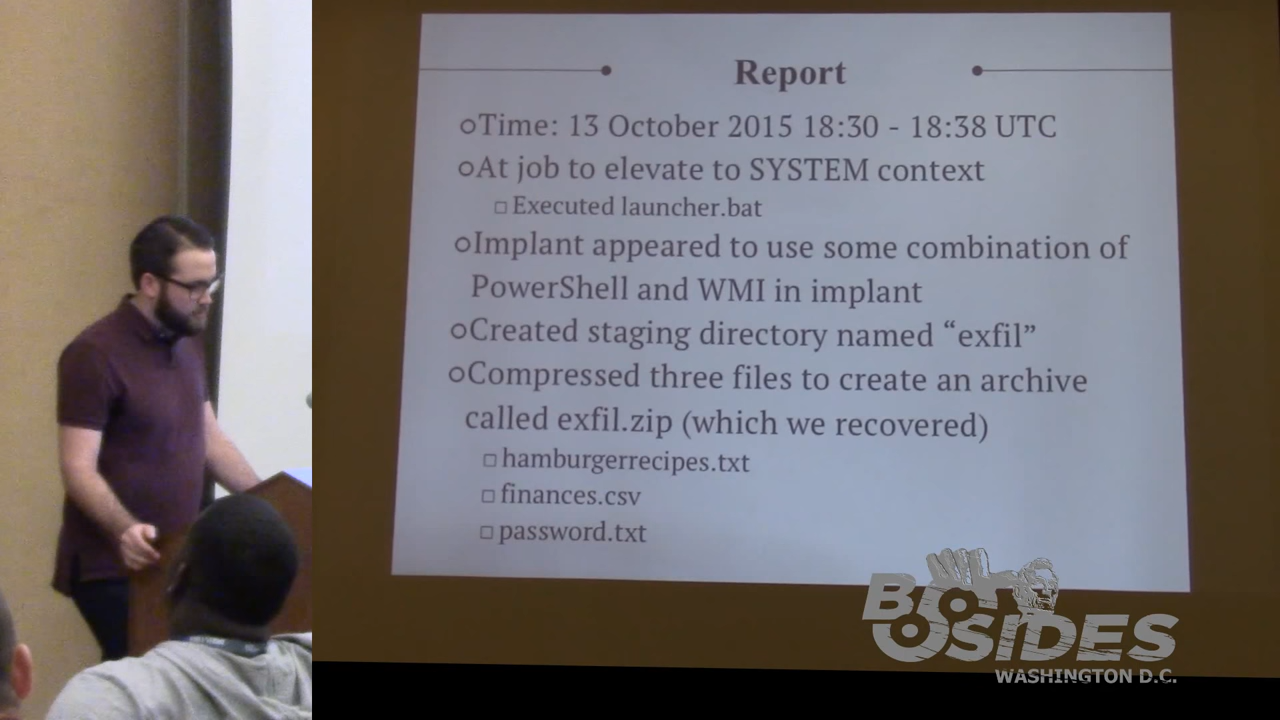 Report
Time: 13 October 2015 18:30 - 18:38 UTC
At job to elevate to SYSTEM context
Executed launcher.bat
Implant appeared to use some combination of
PowerShell and WMI in implant
Created staging directory named “exfil”
Compressed three files to create an archive
called exfil.zip (which we recovered)
hamburgerrecipes.txt
finances.csv
password.txt
BSIDES
WASHINGTON D.C.